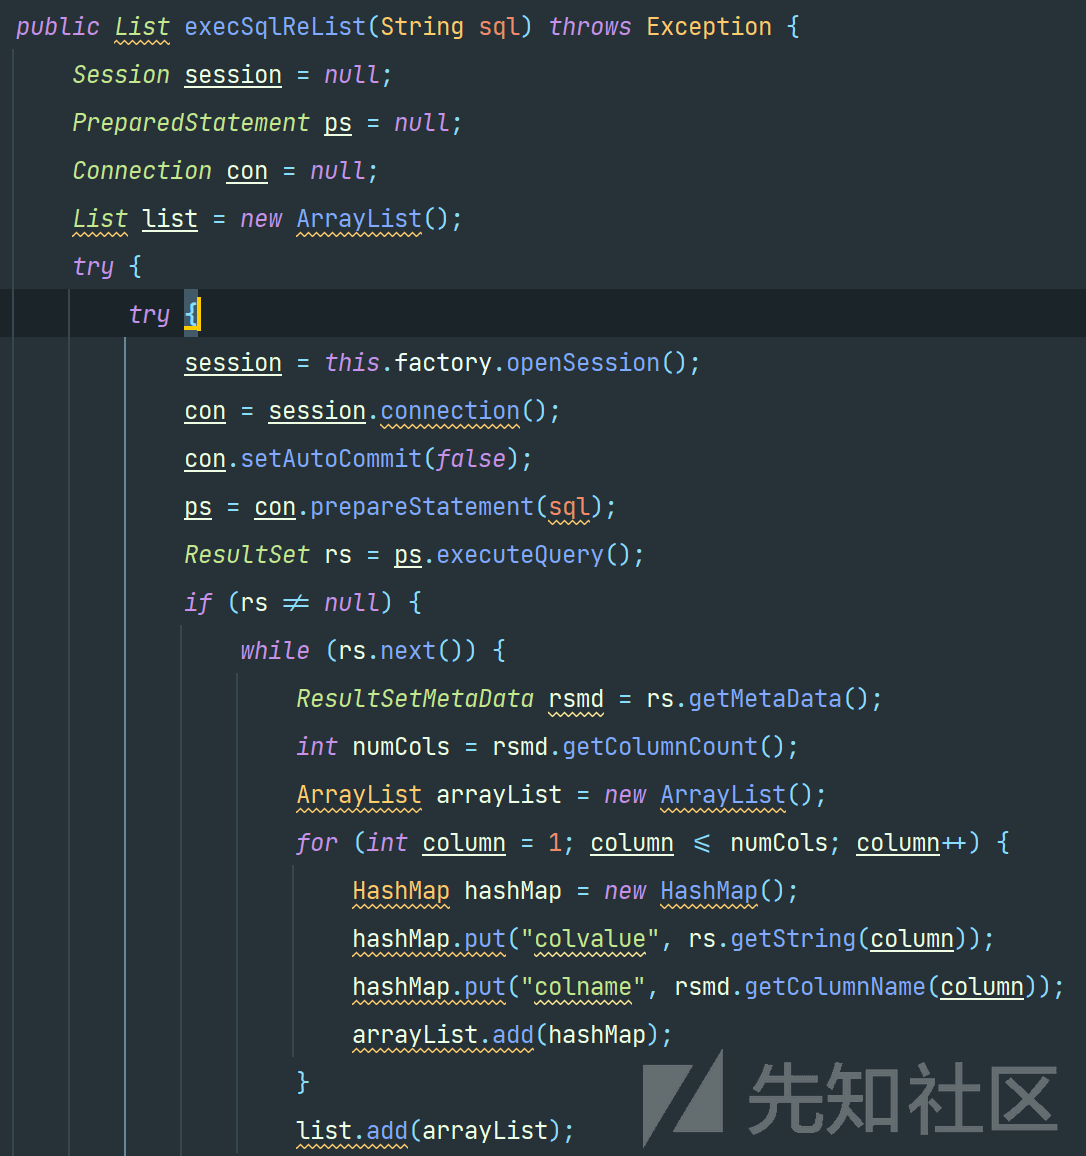 public List execSqlReList(String sql) throws Exception {
    Session session = null;
    PreparedStatement ps = null;
    Connection con = null;
    List list = new ArrayList();
    try {
        try {
            session = this.factory.openSession();
            con = session.connection();
            con.setAutoCommit(false);
            ps = con.prepareStatement(sql);
            ResultSet rs = ps.executeQuery();
            if (rs != null) {
                while (rs.next()) {
                    ResultSetMetaData rsmd = rs.getMetaData();
                    int numCols = rsmd.getColumnCount();
                    ArrayList arrayList = new ArrayList();
                    for (int column = 1; column <= numCols; column++) {
                        HashMap hashMap = new HashMap();
                        hashMap.put("colvalue", rs.getString(column));
                        hashMap.put("colname", rsmd.getColumnName(column));
                        arrayList.add(hashMap);
                    }
                    list.add(arrayList);
先知社区